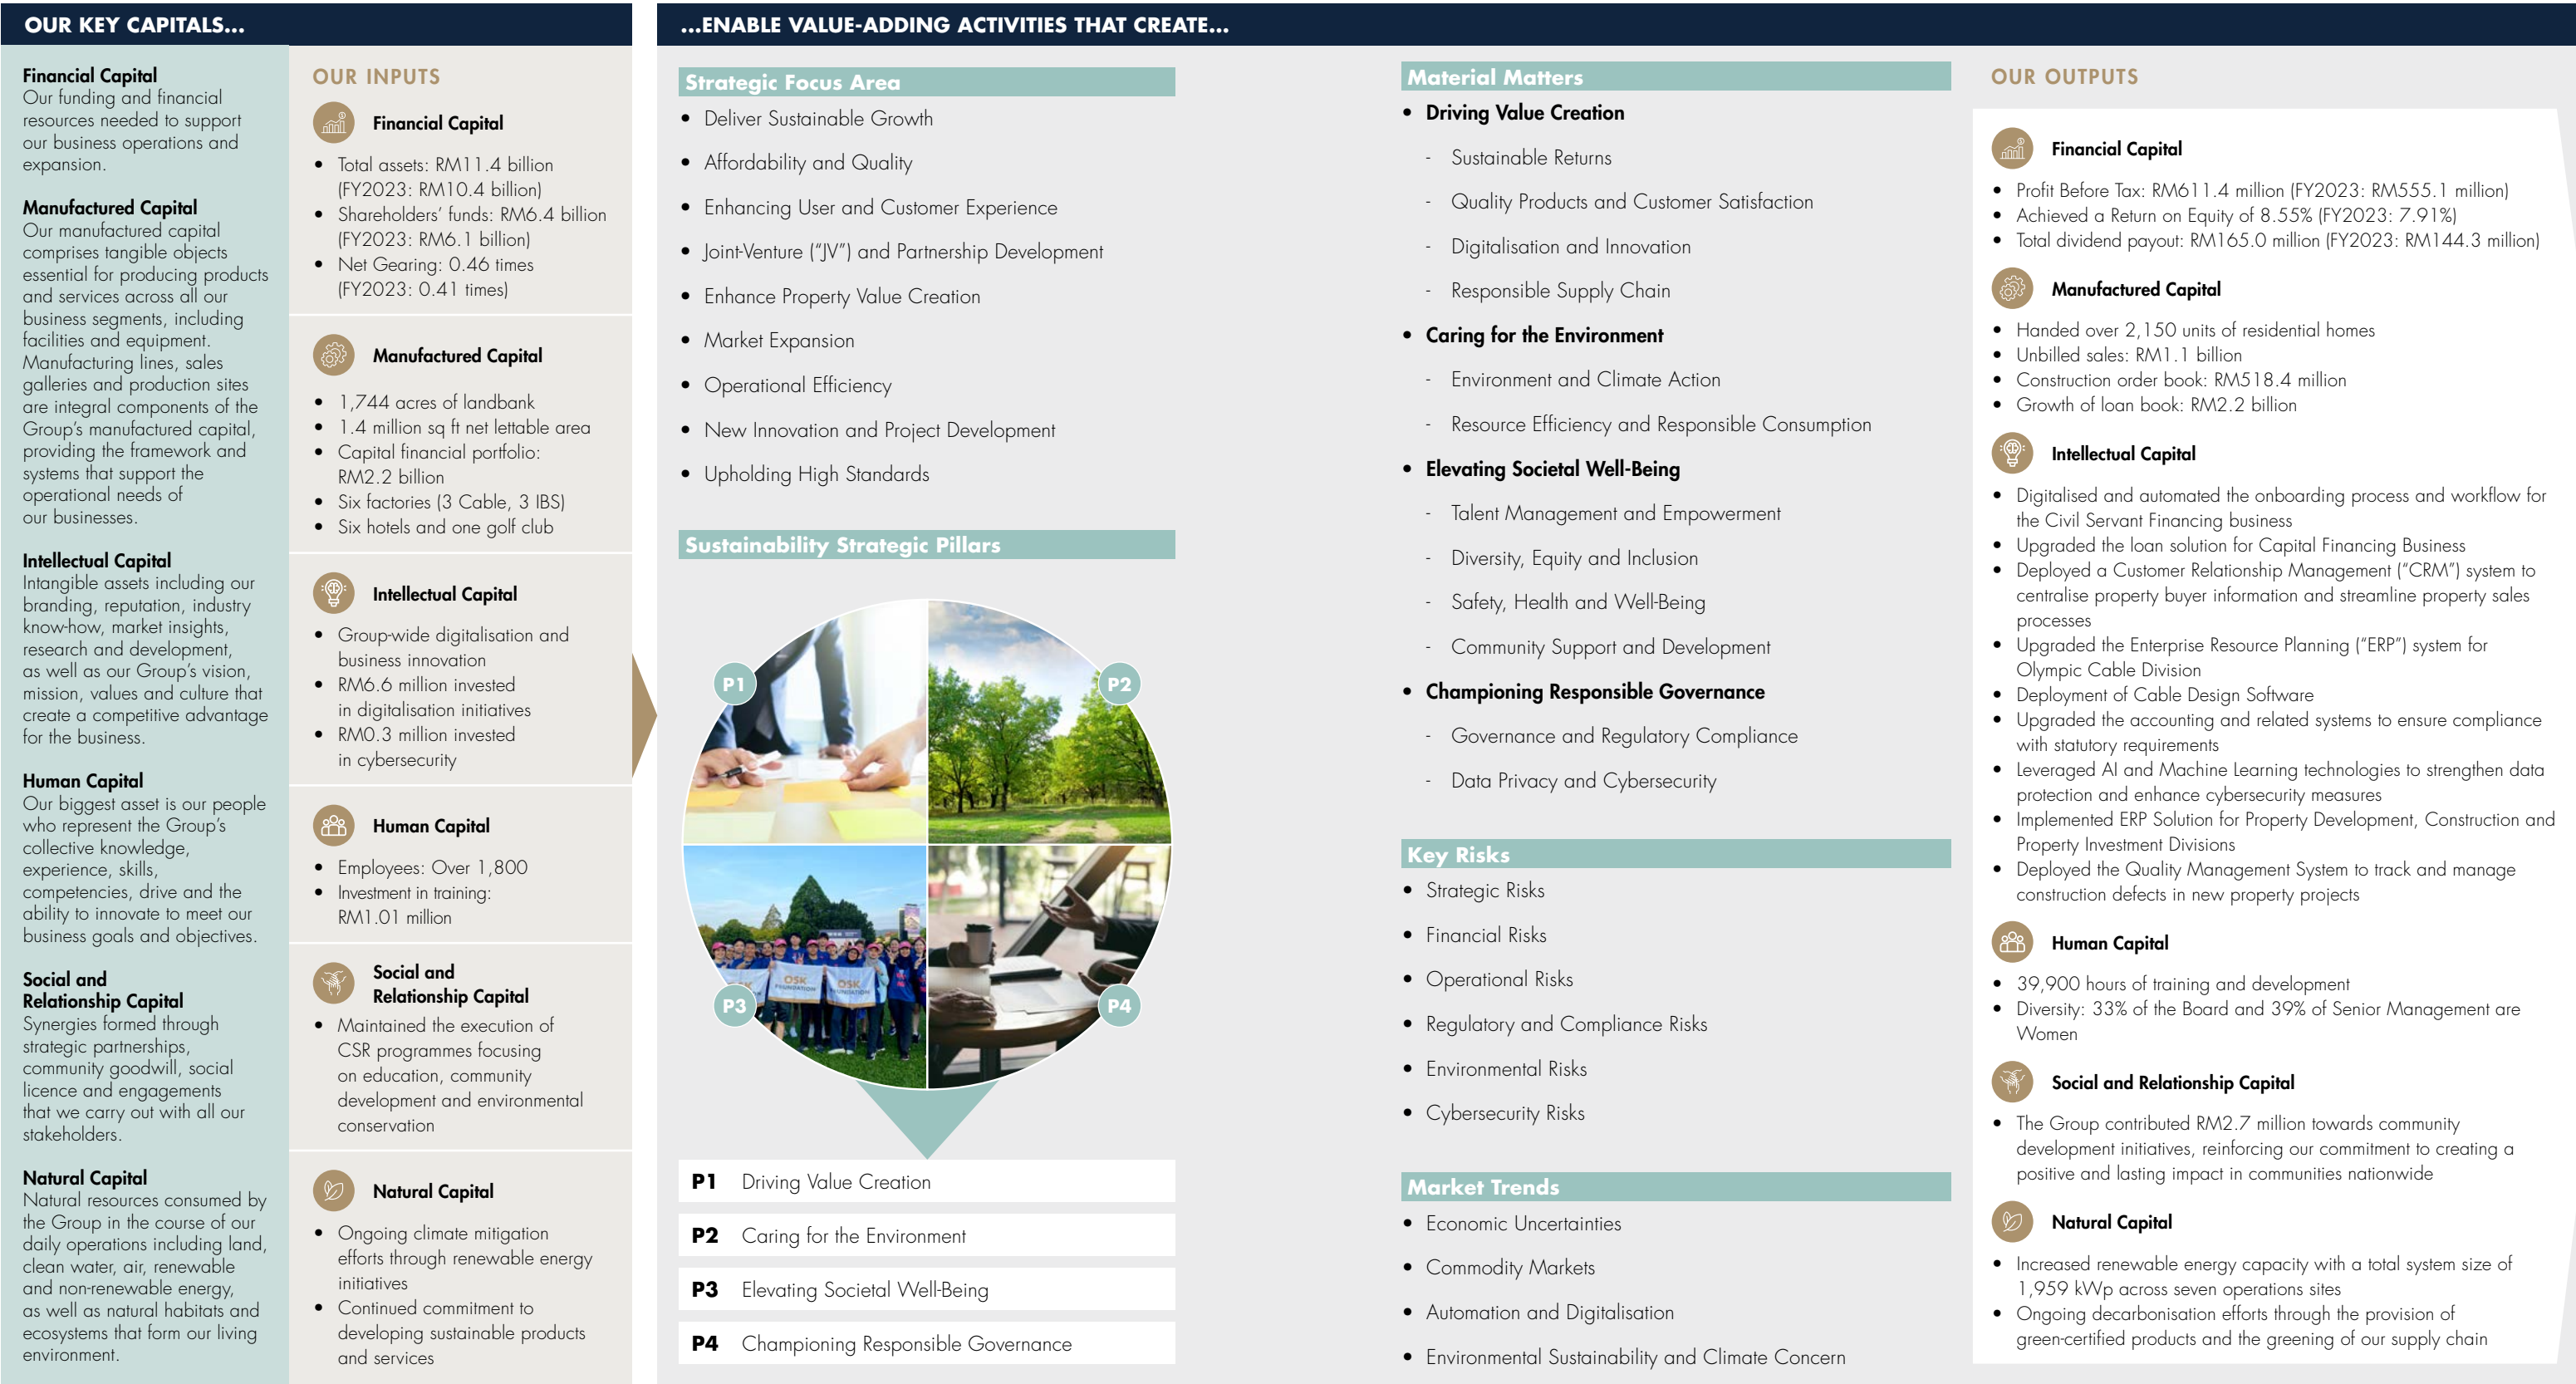 OUR KEY CAPITALS...
Financial Capital
Our funding and financial
resources needed to support
our business operations and
expansion.
Manufactured Capital
Our manufactured capital
comprises tangible objects
essential for producing products
and services across all our
business segments, including
facilities and equipment.
Manufacturing lines, sales
galleries and production sites
are integral components of the
Group's manufactured capital,
providing the framework and
systems that support the
operational needs of
our businesses.
Intellectual Capital
Intangible assets including our
branding, reputation, industry
know-how, market insights,
research and development,
as well as our Group's vision,
mission, values and culture that
create a competitive advantage
for the business.
Human Capital
Our biggest asset is our people
who represent the Group's
collective knowledge,
experience, skills,
competencies, drive and the
ability to innovate to meet our
business goals and objectives.
Social and
Relationship Capital
Synergies formed through
strategic partnerships,
community goodwill, social
licence and engagements
that we carry out with all our
stakeholders.
Natural Capital
Natural resources consumed by
the Group in the course of our
daily operations including land,
clean water, air, renewable
and non-renewable energy,
as well as natural habitats and
ecosystems that form our living
environment.
OUR INPUTS
Financial Capital
• Total assets: RM11.4 billion
(FY2023: RM10.4 billion)
• Shareholders' funds: RM6.4 billion
(FY2023: RM6.1 billion)
• Net Gearing: 0.46 times
(FY2023: 0.41 times)
Manufactured Capital
• 1,744 acres of landbank
• 1.4 million sq ft net lettable area
• Capital financial portfolio:
RM2.2 billion
• Six factories (3 Cable, 3 IBS)
• Six hotels and one golf club
Intellectual Capital
• Group-wide digitalisation and
business innovation
• RM6.6 million invested
in digitalisation initiatives
• RM0.3 million invested
in cybersecurity
Human Capital
• Employees: Over 1,800
• Investment in training:
RM1.01 million
Social and
Relationship Capital
• Maintained the execution of
CSR programmes focusing
on education, community
development and environmental
conservation
Natural Capital
• Ongoing climate mitigation
efforts through renewable energy
initiatives
• Continued commitment to
developing sustainable products
and services
...ENABLE VALUE-ADDING ACTIVITIES THAT CREATE...
Strategic Focus Area
• Deliver Sustainable Growth
• Affordability and Quality
• Enhancing User and Customer Experience
• Joint-Venture ("JV") and Partnership Development
• Enhance Property Value Creation
• Market Expansion
• Operational Efficiency
• New Innovation and Project Development
• Upholding High Standards
Sustainability Strategic Pillars
P1
P2
OSK
FOUNDATION
OSK
FOUNDATION
P3
P4
P1 Driving Value Creation
P2 Caring for the Environment
P3 Elevating Societal Well-Being
P4 Championing Responsible Governance
Material Matters
• Driving Value Creation
- Sustainable Returns
- Quality Products and Customer Satisfaction
- Digitalisation and Innovation
- Responsible Supply Chain
• Caring for the Environment
- Environment and Climate Action
- Resource Efficiency and Responsible Consumption
• Elevating Societal Well-Being
- Talent Management and Empowerment
- Diversity, Equity and Inclusion
- Safety, Health and Well-Being
- Community Support and Development
• Championing Responsible Governance
- Governance and Regulatory Compliance
- Data Privacy and Cybersecurity
Key Risks
• Strategic Risks
• Financial Risks
• Operational Risks
• Regulatory and Compliance Risks
• Environmental Risks
• Cybersecurity Risks
Market Trends
• Economic Uncertainties
• Commodity Markets
• Automation and Digitalisation
• Environmental Sustainability and Climate Concern
OUR OUTPUTS
Financial Capital
• Profit Before Tax: RM611.4 million (FY2023: RM555.1 million)
• Achieved a Return on Equity of 8.55% (FY2023: 7.91%)
• Total dividend payout: RM165.0 million (FY2023: RM144.3 million)
Manufactured Capital
• Handed over 2,150 units of residential homes
• Unbilled sales: RM1.1 billion
• Construction order book: RM518.4 million
• Growth of loan book: RM2.2 billion
Intellectual Capital
• Digitalised and automated the onboarding process and workflow for
the Civil Servant Financing business
• Upgraded the loan solution for Capital Financing Business
• Deployed a Customer Relationship Management ("CRM") system to
centralise property buyer information and streamline property sales
processes
• Upgraded the Enterprise Resource Planning ("ERP") system for
Olympic Cable Division
• Deployment of Cable Design Software
• Upgraded the accounting and related systems to ensure compliance
with statutory requirements
• Leveraged AI and Machine Learning technologies to strengthen data
protection and enhance cybersecurity measures
• Implemented ERP Solution for Property Development, Construction and
Property Investment Divisions
• Deployed the Quality Management System to track and manage
construction defects in new property projects
Human Capital
• 39,900 hours of training and development
• Diversity: 33% of the Board and 39% of Senior Management are
Women
Social and Relationship Capital
• The Group contributed RM2.7 million towards community
development initiatives, reinforcing our commitment to creating a
positive and lasting impact in communities nationwide
Natural Capital
• Increased renewable energy capacity with a total system size of
1,959 kWp across seven operations sites
• Ongoing decarbonisation efforts through the provision of
green-certified products and the greening of our supply chain